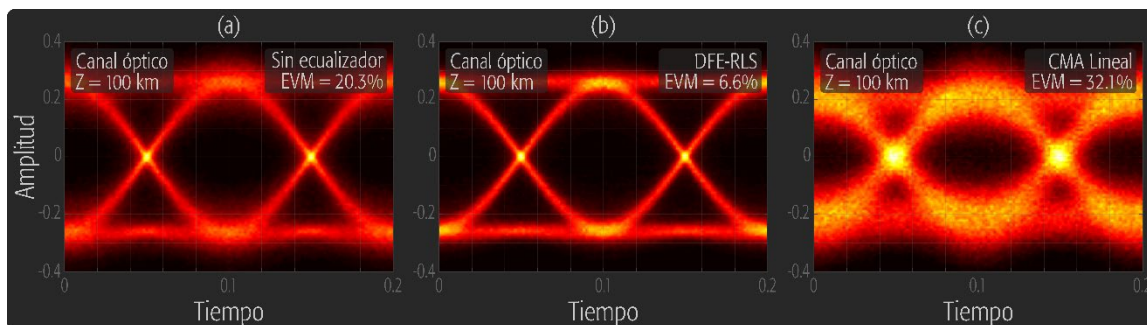 (a)
(b)
(c)
Amplitud
0.4
0.2
0
-0.2
-0.4
Canal óptico
Z = 100 km
Sin ecualizador
EVM = 20.3%
0
0.1
0.2
Tiempo
0.4
0.2
0
-0.2
-0.4
Canal óptico
Z = 100 km
DFE-RLS
EVM = 6.6%
0
0.1
0.2
Tiempo
0.4
0.2
0
-0.2
-0.4
Canal óptico
Z = 100 km
CMA Lineal
EVM = 32.1%
0
0.1
0.2
Tiempo